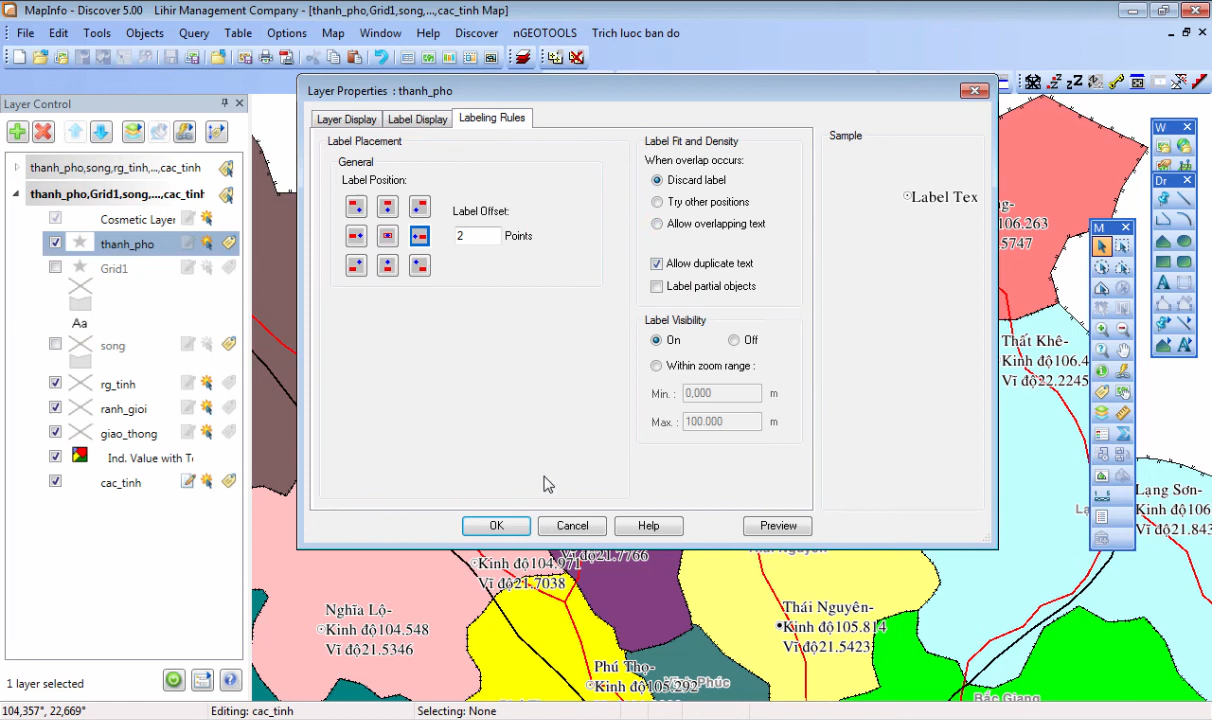 MapInfo - Discover 5.00 Lihir Management Company - [thanh_pho,Grid1,song,...,cac_tinh Map]
File Edit Tools Objects Query Table Options Map Window Help Discover nGEOTOOLS Trich luoc ban do
Layer Control
thanh_pho,song,rg_tinh,...,cac_tinh
thanh_pho,Grid1,song,...,cac_tinh
Cosmetic Layer
thanh_pho
Grid1
Aa
song
rg_tinh
ranh_gioi
giao_thong
Ind. Value with T
cac_tinh
1 layer selected
Layer Properties : thanh_pho
Layer Display Label Display Labeling Rules
Label Placement
General
Label Position:
Label Offset:
2 Points
Label Fit and Density
When overlap occurs:
Discard label
Try other positions
Allow overlapping text
Allow duplicate text
Label partial objects
Label Visibility
On Off
Within zoom range :
Min. : 0,000 m
Max. : 100.000 m
Sample
Label Tex
OK Cancel Help Preview
W
Dr
M
106.263
5747
Thất Khê-
Kinh độ106.4
Vĩ độ22.2245
Lạng Sơn-
Kinh độ106
Vĩ độ21.843
Vĩ độ21.7766
Thái Nguyên
Kinh độ104.971
Vĩ độ21.7038
Nghĩa Lộ-
Kinh độ104.548
Vĩ độ21.5346
Thái Nguyên-
Kinh độ105.814
Vĩ độ21.5423
Phú Thọ-
Kinh độ105.292
Phúc
Bắc Giang
104,357°, 22,669° Editing: cac_tinh Selecting: None